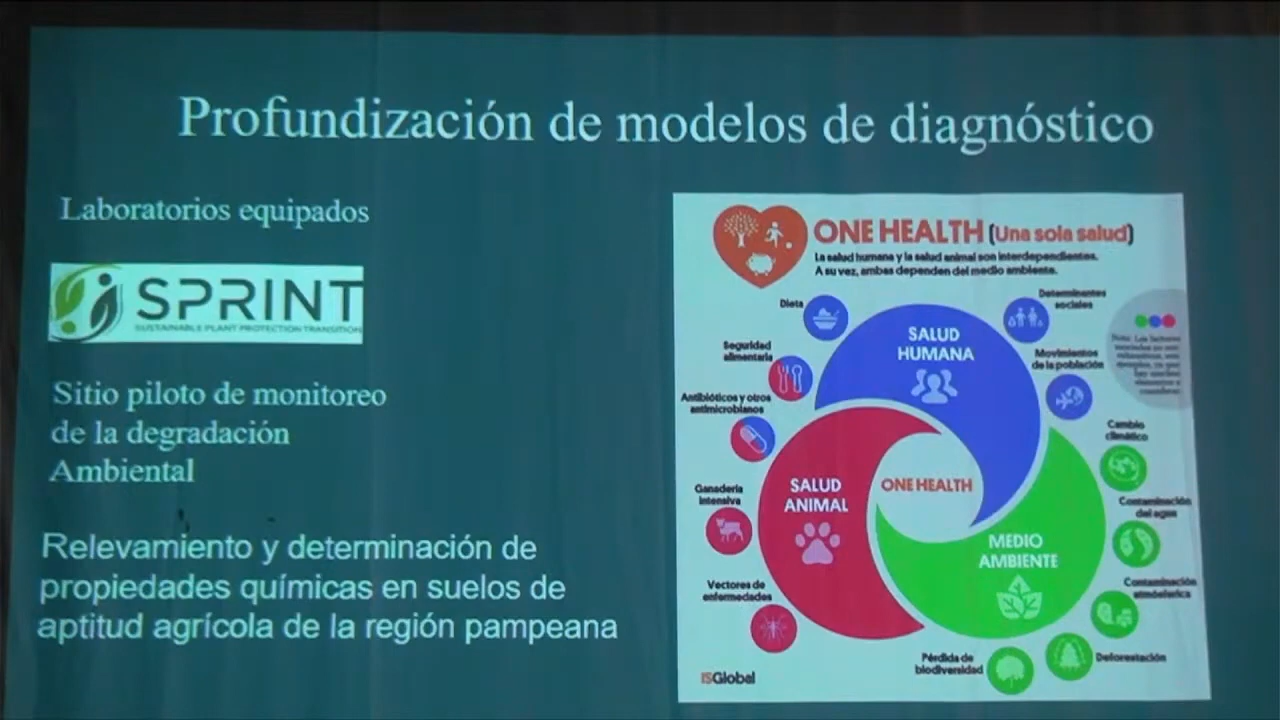 Profundización de modelos de diagnóstico
Laboratorios equipados
SPRINT
SUSTAINABLE PLANT PROTECTION TRANSITION
Sitio piloto de monitoreo
de la degradación
Ambiental
Relevamiento y determinación de
propiedades químicas en suelos de
aptitud agrícola de la región pampeana
ONE HEALTH (Una sola salud)
La salud humana y la salud animal son interdependientes.
A su vez, ambas dependen del medio ambiente.
Dieta
Seguridad
alimentaria
Antibióticos y otros
antimicrobianos
Ganadería
intensiva
Vectores de
enfermedades
SALUD
HUMANA
SALUD
ANIMAL
ONE HEALTH
MEDIO
AMBIENTE
Determinantes
sociales
Movimientos
de la población
Cambio
climático
Contaminación
del agua
Contaminación
atmosférica
Deforestación
Pérdida de
biodiversidad
ISGlobal